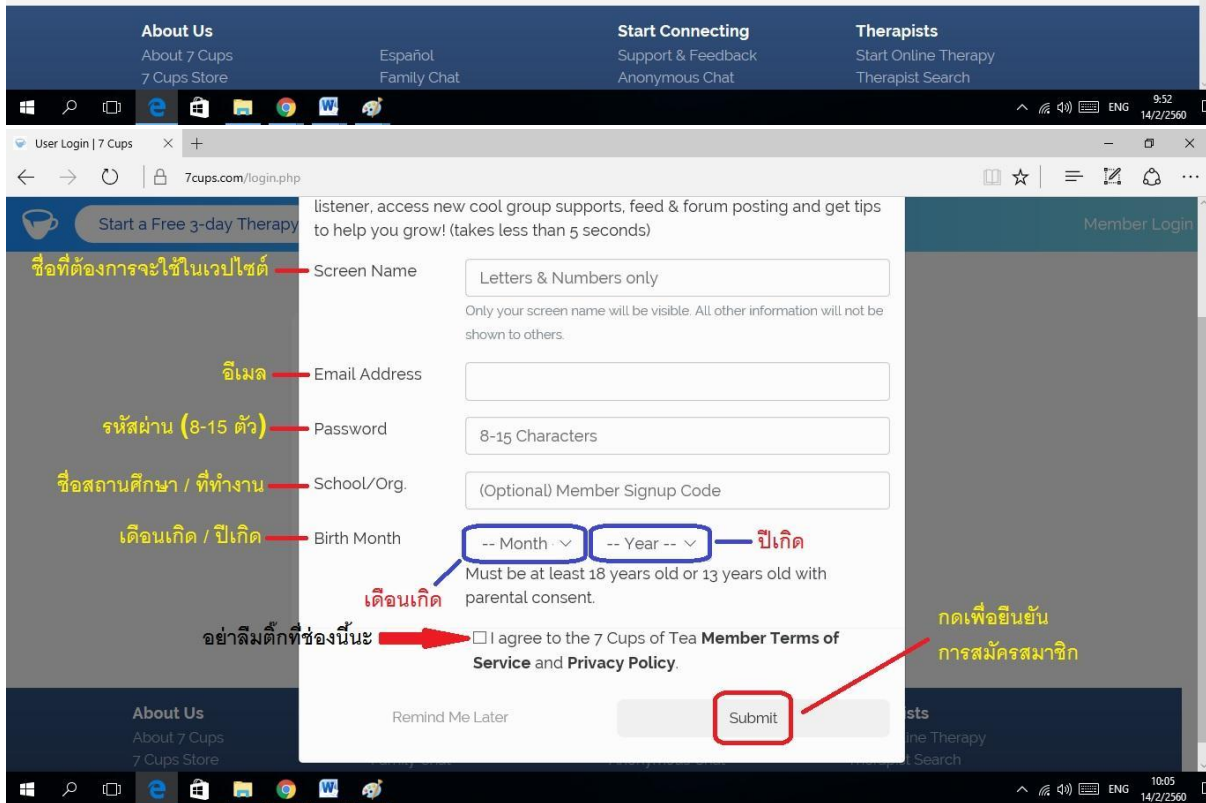 About Us Start Connecting Therapists
About 7 Cups Español Support & Feedback Start Online Therapy
7 Cups Store Family Chat Anonymous Chat Therapist Search
ENG 9:52
14/2/2560
User Login | 7 Cups
7cups.com/login.php
Start a Free 3-day Therapy
Member Login
listener, access new cool group supports, feed & forum posting and get tips
to help you grow! (takes less than 5 seconds)
ชื่อที่ต้องการจะใช้ในเวปไซต์ Screen Name Letters & Numbers only
Only your screen name will be visible. All other information will not be
shown to others.
อีเมล Email Address
รหัสผ่าน (8-15 ตัว) Password 8-15 Characters
ชื่อสถานศึกษา / ที่ทำงาน School/Org. (Optional) Member Signup Code
เดือนเกิด / ปีเกิด Birth Month -- Month - -- Year -- ปีเกิด
Must be at least 18 years old or 13 years old with
เดือนเกิด parental consent.
อย่าลืมติ๊กที่ช่องนี้นะ I agree to the 7 Cups of Tea Member Terms of
Service and Privacy Policy.
กดเพื่อยืนยัน
การสมัครสมาชิก
Remind Me Later Submit
About Us ists
About 7 Cups ine Therapy
7 Cups Store t Search
ENG 10:05
14/2/2560